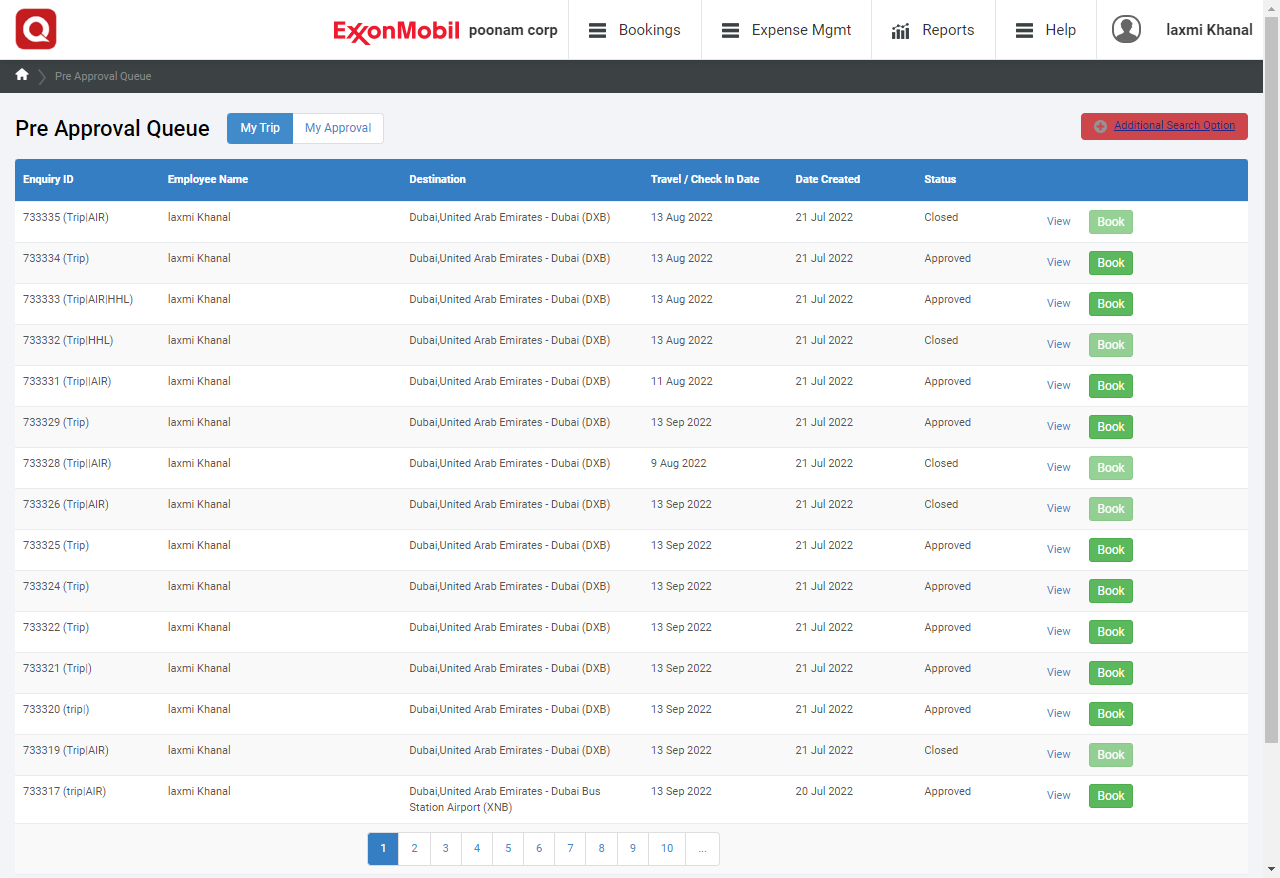 Q ExxonMobil poonam corp Bookings Expense Mgmt Reports Help laxmi Khanal
Pre Approval Queue
Pre Approval Queue My Trip My Approval Additional Search Option
Enquiry ID Employee Name Destination Travel / Check In Date Date Created Status
733335 (Trip|AIR) laxmi Khanal Dubai,United Arab Emirates - Dubai (DXB) 13 Aug 2022 21 Jul 2022 Closed View Book
733334 (Trip) laxmi Khanal Dubai,United Arab Emirates - Dubai (DXB) 13 Aug 2022 21 Jul 2022 Approved View Book
733333 (Trip|AIR|HHL) laxmi Khanal Dubai,United Arab Emirates - Dubai (DXB) 13 Aug 2022 21 Jul 2022 Approved View Book
733332 (Trip|HHL) laxmi Khanal Dubai,United Arab Emirates - Dubai (DXB) 13 Aug 2022 21 Jul 2022 Closed View Book
733331 (Trip||AIR) laxmi Khanal Dubai,United Arab Emirates - Dubai (DXB) 11 Aug 2022 21 Jul 2022 Approved View Book
733329 (Trip) laxmi Khanal Dubai,United Arab Emirates - Dubai (DXB) 13 Sep 2022 21 Jul 2022 Approved View Book
733328 (Trip||AIR) laxmi Khanal Dubai,United Arab Emirates - Dubai (DXB) 9 Aug 2022 21 Jul 2022 Closed View Book
733326 (Trip|AIR) laxmi Khanal Dubai,United Arab Emirates - Dubai (DXB) 13 Sep 2022 21 Jul 2022 Closed View Book
733325 (Trip) laxmi Khanal Dubai,United Arab Emirates - Dubai (DXB) 13 Sep 2022 21 Jul 2022 Approved View Book
733324 (Trip) laxmi Khanal Dubai,United Arab Emirates - Dubai (DXB) 13 Sep 2022 21 Jul 2022 Approved View Book
733322 (Trip) laxmi Khanal Dubai,United Arab Emirates - Dubai (DXB) 13 Sep 2022 21 Jul 2022 Approved View Book
733321 (Trip|) laxmi Khanal Dubai,United Arab Emirates - Dubai (DXB) 13 Sep 2022 21 Jul 2022 Approved View Book
733320 (trip|) laxmi Khanal Dubai,United Arab Emirates - Dubai (DXB) 13 Sep 2022 21 Jul 2022 Approved View Book
733319 (Trip|AIR) laxmi Khanal Dubai,United Arab Emirates - Dubai (DXB) 13 Sep 2022 21 Jul 2022 Closed View Book
733317 (trip|AIR) laxmi Khanal Dubai,United Arab Emirates - Dubai Bus 13 Sep 2022 20 Jul 2022 Approved View Book
Station Airport (XNB)
1 2 3 4 5 6 7 8 9 10 ...